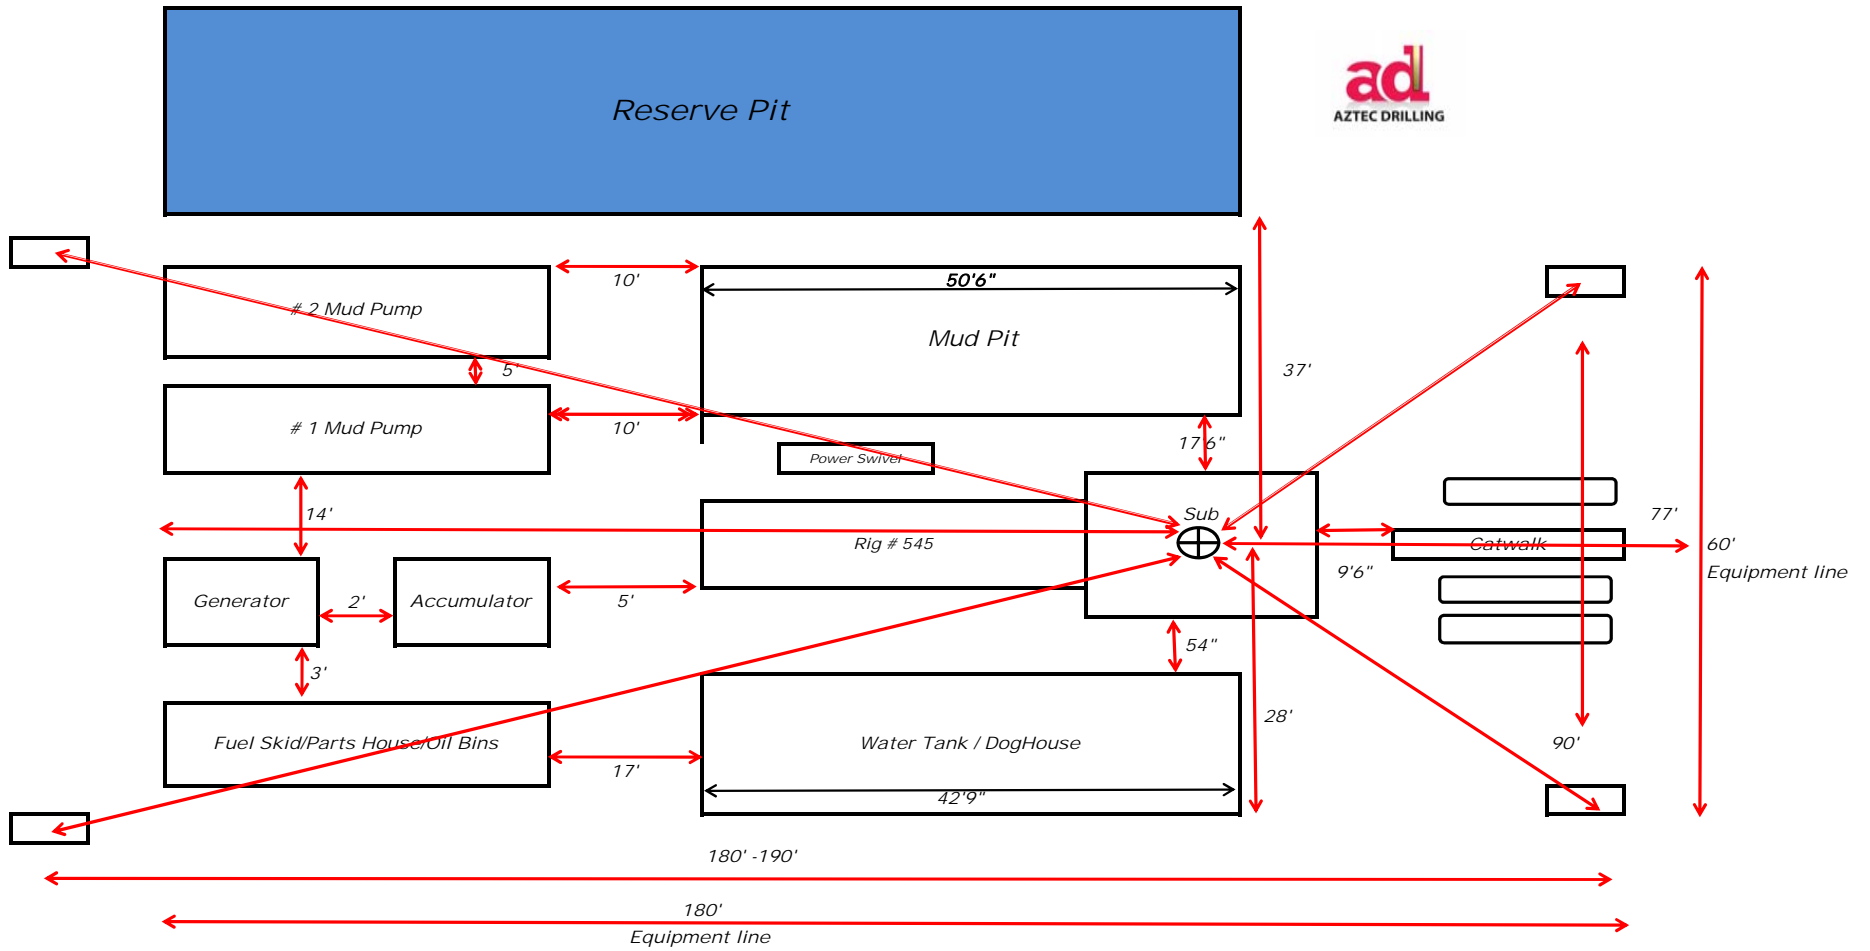 Reserve Pit
ad
AZTEC DRILLING
10'
50'6"
# 2 Mud Pump
Mud Pit
5'
37'
# 1 Mud Pump
10'
17'6"
Power Swivel
14'
Sub
77'
Rig # 545
Catwalk
60'
Equipment line
9'6"
Generator
2'
Accumulator
5'
54"
3'
28'
Fuel Skid/Parts House/Oil Bins
Water Tank / DogHouse
90'
17'
42'9"
180' -190'
180'
Equipment line